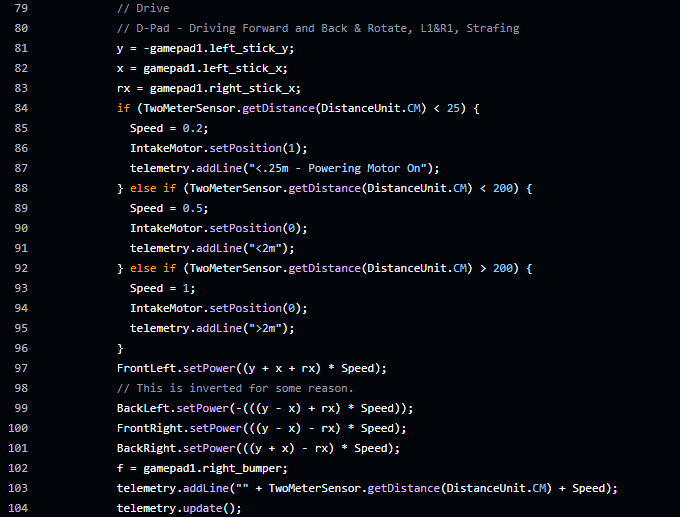 79 // Drive
80 // D-Pad - Driving Forward and Back & Rotate, L1&R1, Strafing
81 y = -gamepad1.left_stick_y;
82 x = gamepad1.left_stick_x;
83 rx = gamepad1.right_stick_x;
84 if (TwoMeterSensor.getDistance(DistanceUnit.CM) < 25) {
85 Speed = 0.2;
86 IntakeMotor.setPosition(1);
87 telemetry.addLine("<.25m - Powering Motor On");
88 } else if (TwoMeterSensor.getDistance(DistanceUnit.CM) < 200) {
89 Speed = 0.5;
90 IntakeMotor.setPosition(0);
91 telemetry.addLine("<2m");
92 } else if (TwoMeterSensor.getDistance(DistanceUnit.CM) > 200) {
93 Speed = 1;
94 IntakeMotor.setPosition(0);
95 telemetry.addLine(">2m");
96 }
97 FrontLeft.setPower((y + x + rx) * Speed);
98 // This is inverted for some reason.
99 BackLeft.setPower(-(((y - x) + rx) * Speed));
100 FrontRight.setPower(((y - x) - rx) * Speed);
101 BackRight.setPower(((y + x) - rx) * Speed);
102 f = gamepad1.right_bumper;
103 telemetry.addLine("" + TwoMeterSensor.getDistance(DistanceUnit.CM) + Speed);
104 telemetry.update();